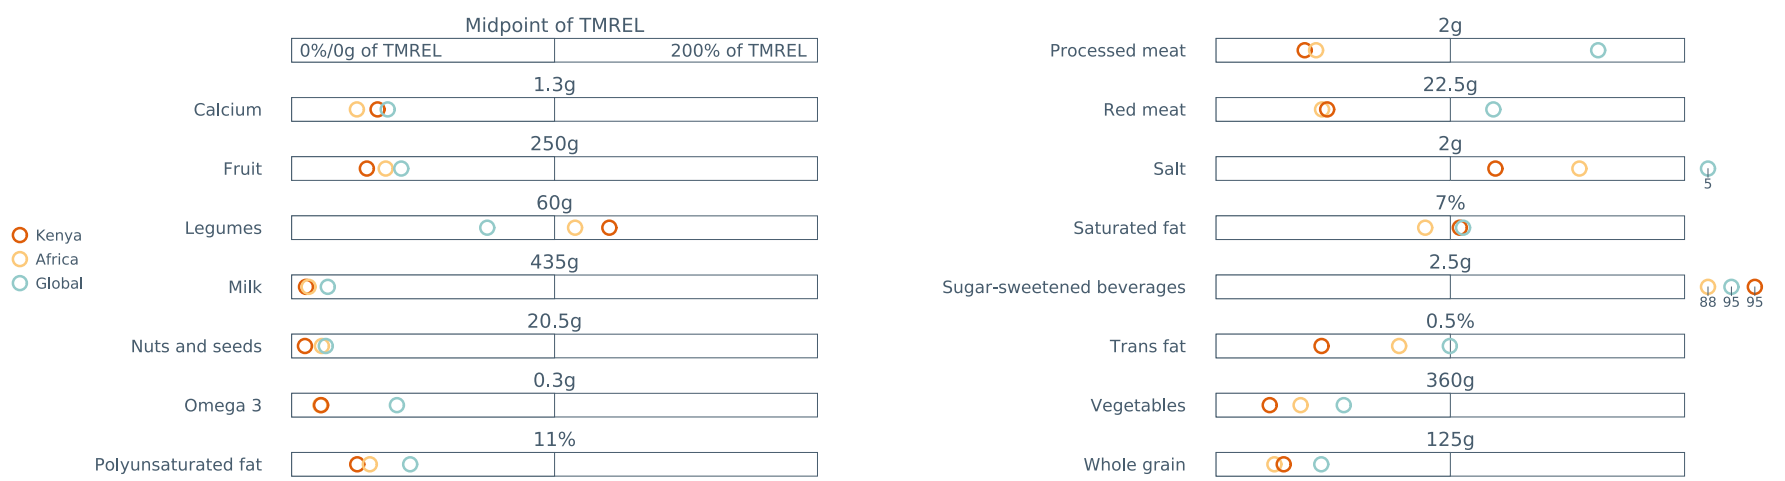 Midpoint of TMREL
0%/0g of TMREL 200% of TMREL
1.3g
Calcium
250g
Fruit
60g
Legumes
435g
Milk
20.5g
Nuts and seeds
0.3g
Omega 3
11%
Polyunsaturated fat
Kenya
Africa
Global
2g
Processed meat
22.5g
Red meat
2g
Salt
5
7%
Saturated fat
2.5g
Sugar-sweetened beverages
88 95 95
0.5%
Trans fat
360g
Vegetables
125g
Whole grain